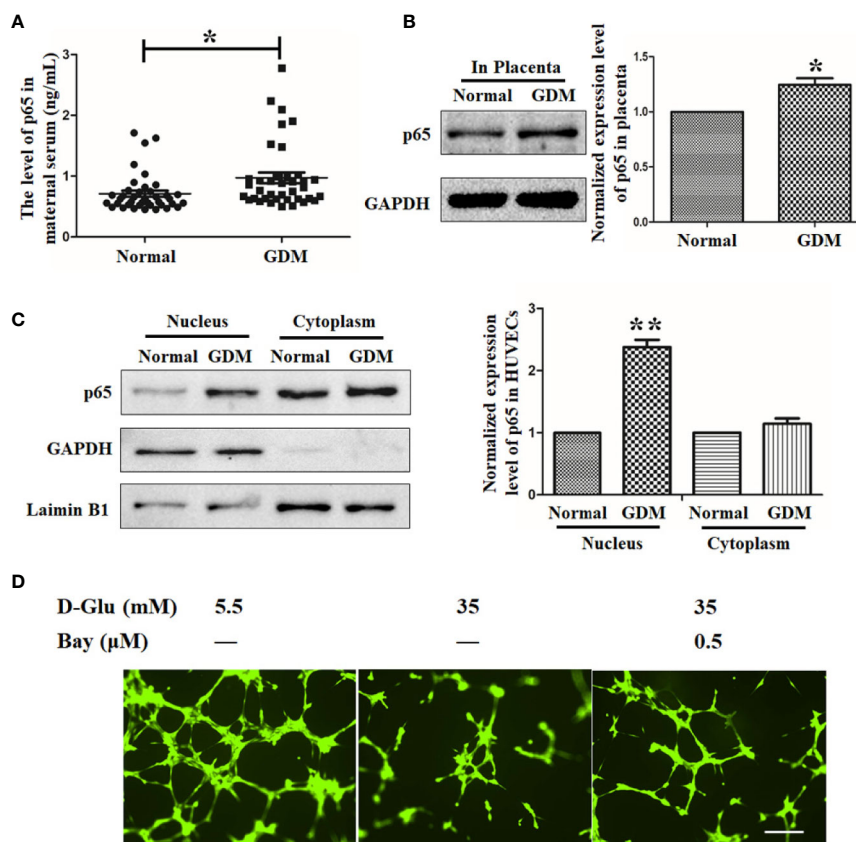 A
*
The level of p65 in
maternal serum (ng/mL)
3
2
1
0
Normal GDM
B
In Placenta
Normal GDM
p65
GAPDH
Normalized expression level
of p65 in placenta
1.5
1.0
0.5
0.0
*
Normal GDM
C
Nucleus Cytoplasm
Normal GDM Normal GDM
p65
GAPDH
Laimin B1
Normalized expression
level of p65 in HUVECs
3
2
1
0
**
Normal GDM Normal GDM
Nucleus Cytoplasm
D
D-Glu (mM) 5.5 35 35
Bay (μM) — — 0.5